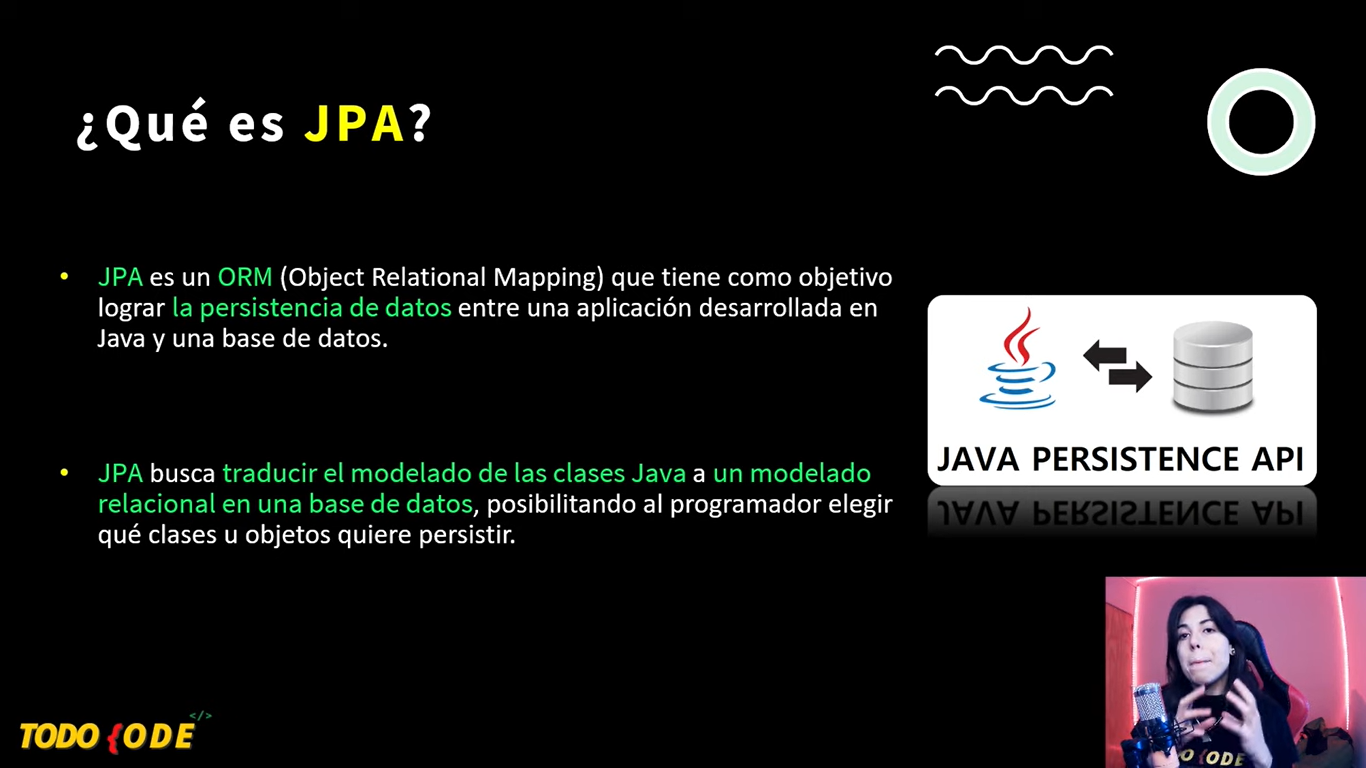 ¿Qué es JPA?
• JPA es un ORM (Object Relational Mapping) que tiene como objetivo
lograr la persistencia de datos entre una aplicación desarrollada en
Java y una base de datos.
• JPA busca traducir el modelado de las clases Java a un modelado
relacional en una base de datos, posibilitando al programador elegir
qué clases u objetos quiere persistir.
JAVA PERSISTENCE API
JAVA PERSISTENCE API
TODO {ODE </>
TODO {ODE